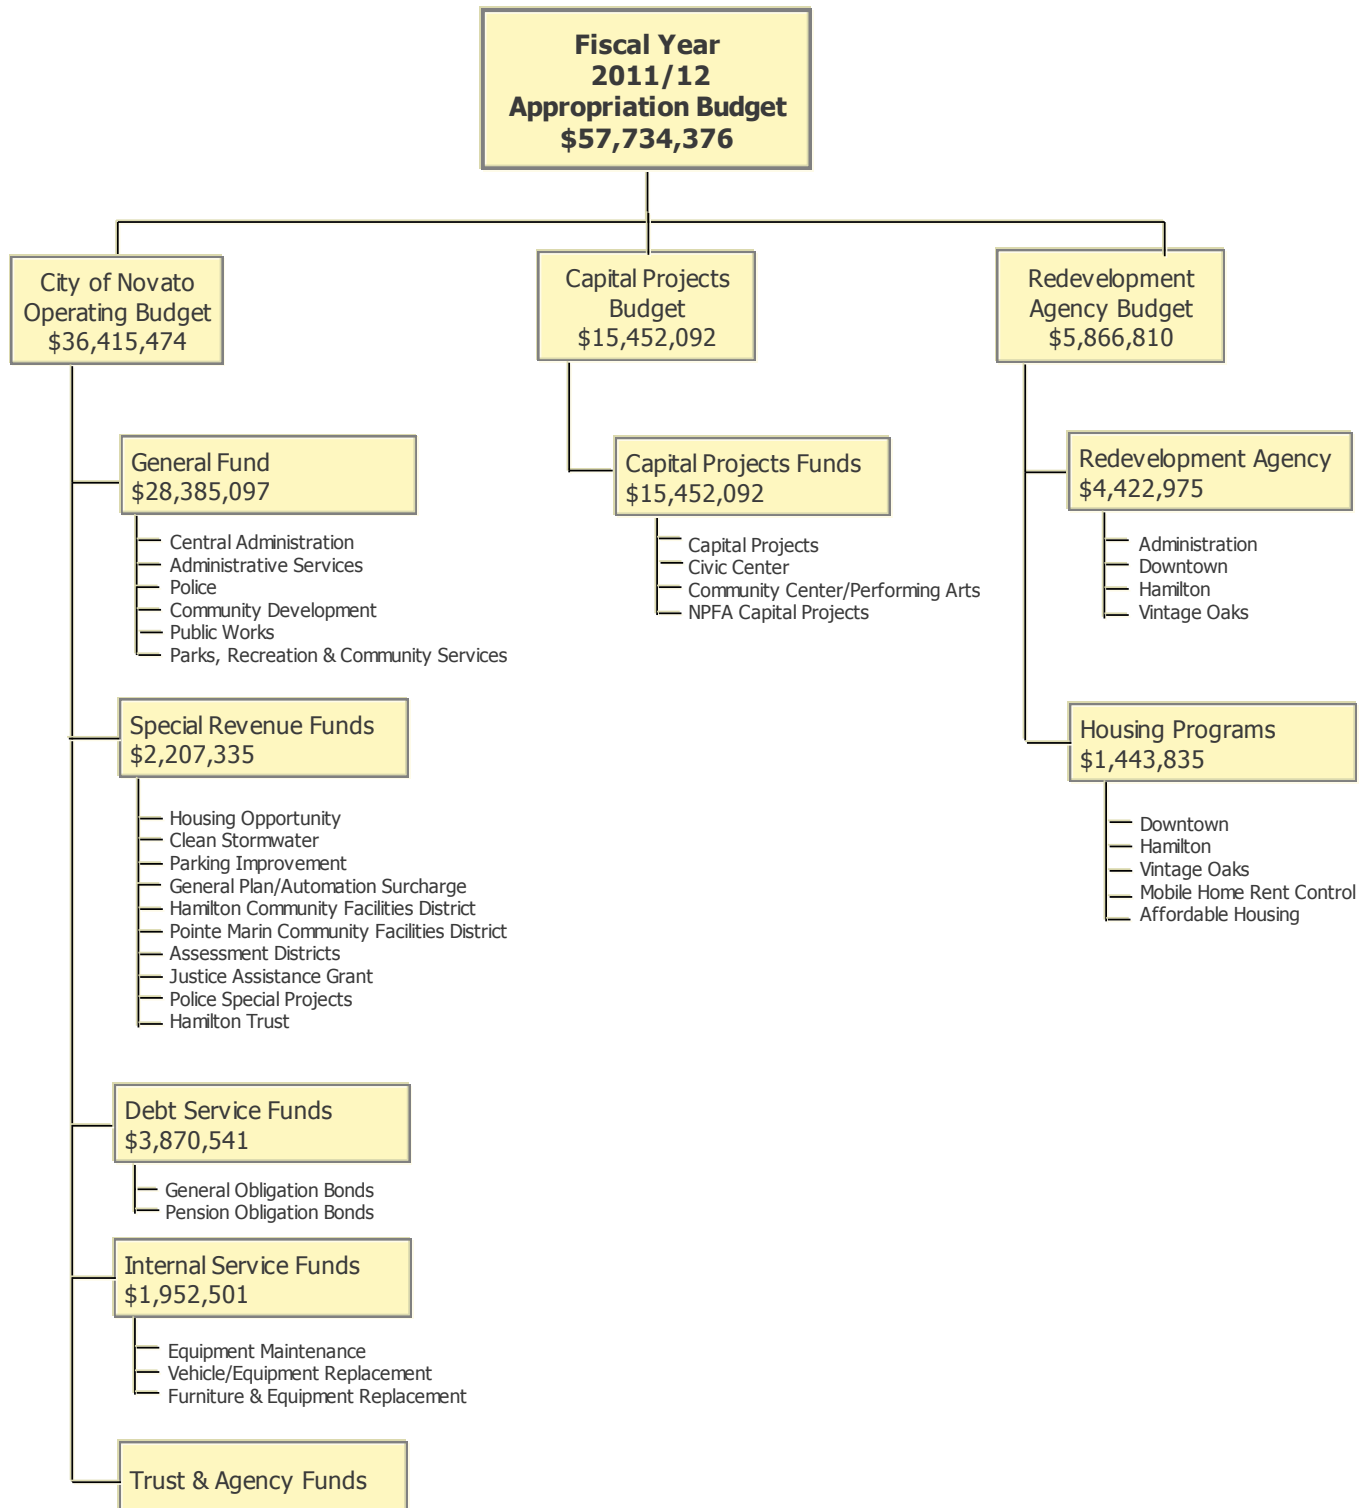 Fiscal Year
2011/12
Appropriation Budget
$57,734,376
City of Novato
Operating Budget
$36,415,474
General Fund
$28,385,097
Central Administration
Administrative Services
Police
Community Development
Public Works
Parks, Recreation & Community Services
Special Revenue Funds
$2,207,335
Housing Opportunity
Clean Stormwater
Parking Improvement
General Plan/Automation Surcharge
Hamilton Community Facilities District
Pointe Marin Community Facilities District
Assessment Districts
Justice Assistance Grant
Police Special Projects
Hamilton Trust
Debt Service Funds
$3,870,541
General Obligation Bonds
Pension Obligation Bonds
Internal Service Funds
$1,952,501
Equipment Maintenance
Vehicle/Equipment Replacement
Furniture & Equipment Replacement
Trust & Agency Funds
Capital Projects
Budget
$15,452,092
Capital Projects Funds
$15,452,092
Capital Projects
Civic Center
Community Center/Performing Arts
NPFA Capital Projects
Redevelopment
Agency Budget
$5,866,810
Redevelopment Agency
$4,422,975
Administration
Downtown
Hamilton
Vintage Oaks
Housing Programs
$1,443,835
Downtown
Hamilton
Vintage Oaks
Mobile Home Rent Control
Affordable Housing